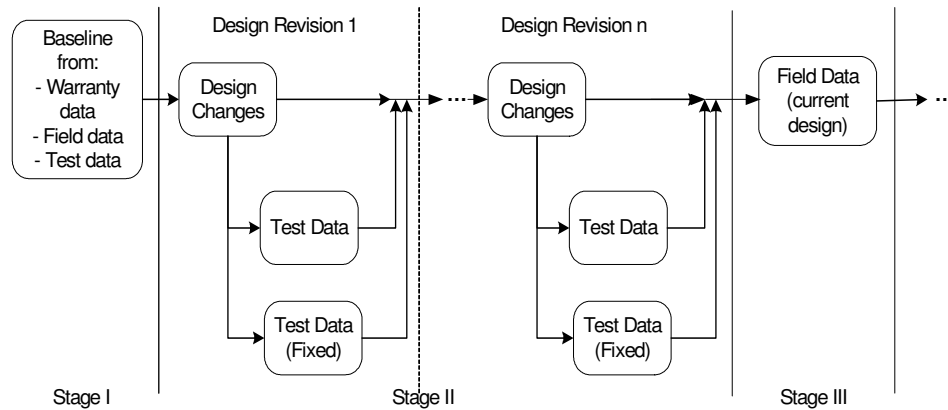 Design Revision 1
Design Revision n
Baseline
from:
- Warranty
data
- Field data
- Test data
Design
Changes
...
Design
Changes
Field Data
(current
design)
..
Test Data
Test Data
Test Data
(Fixed)
Test Data
(Fixed)
Stage I
Stage II
Stage III